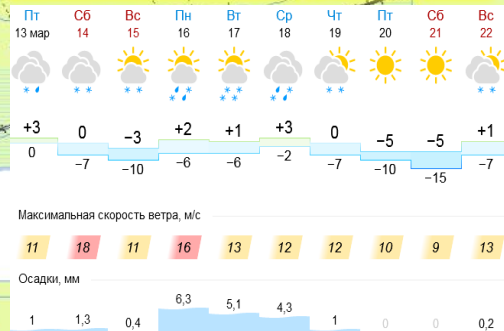 Пт Сб Вс Пн Вт Ср Чт Пт Сб Вс
13 мар 14 15 16 17 18 19 20 21 22
+3 0 −3 +2 +1 +3 0 −5 −5 +1
0 −7 −10 −6 −6 −2 −7 −10 −15 −7
Максимальная скорость ветра, м/с
11 18 11 16 13 12 12 10 9 13
Осадки, мм
1 1,3 0,4 6,3 5,1 4,3 1 0 0 0,2